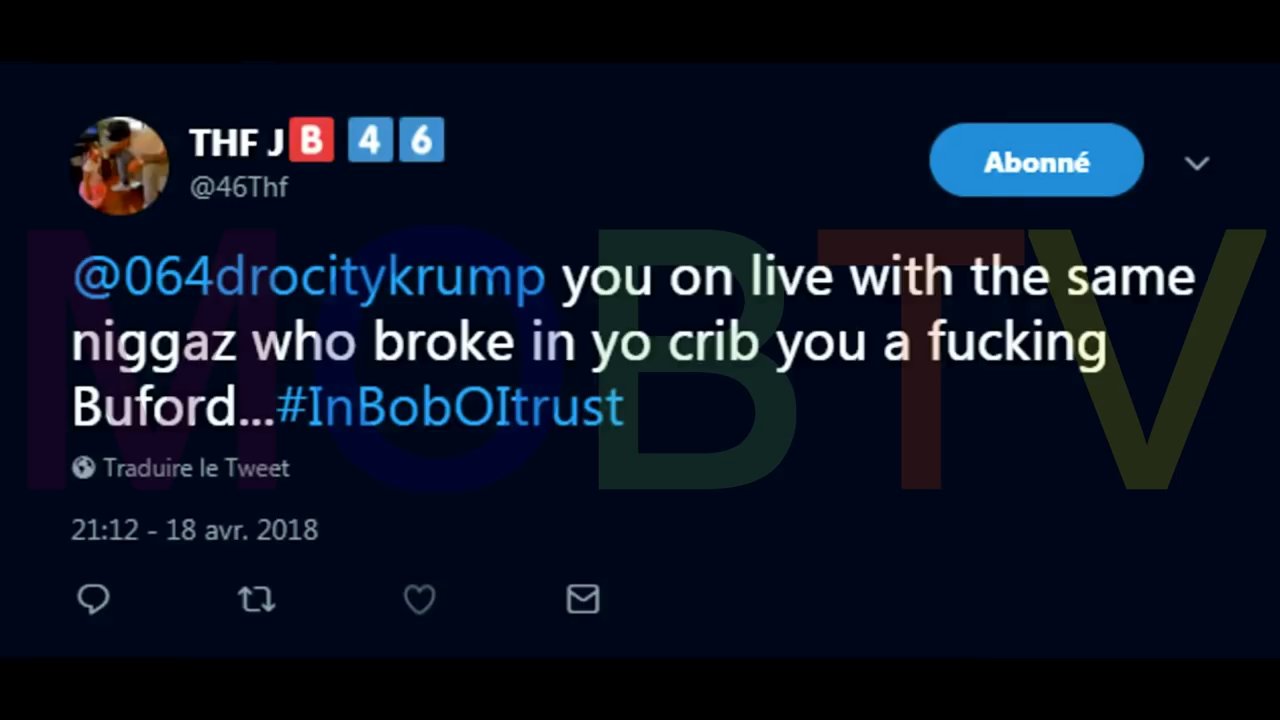 THF J🅱 4 6
@46Thf
Abonné
@064drocitykrump you on live with the same
niggaz who broke in yo crib you a fucking
Buford...#InBobOItrust
Traduire le Tweet
21:12 - 18 avr. 2018
MOBTV